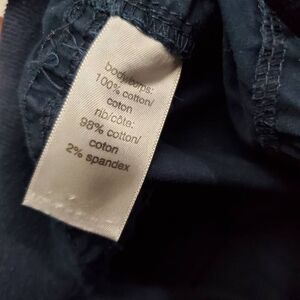 body/corps:
100% cotton/
coton
rib/côte:
98% cotton/
coton
2% spandex